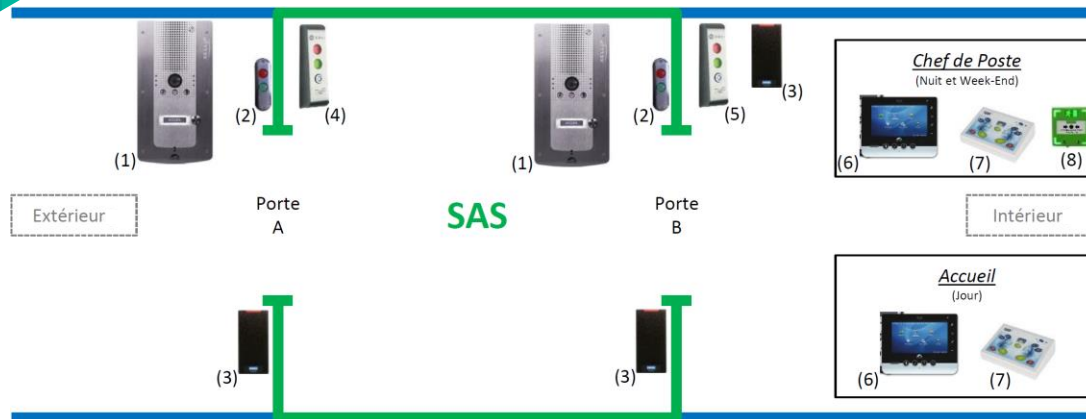 Chef de Poste
(Nuit et Week-End)
(3)
(2)
(4)
(2)
(5)
(1)
(1)
(6)
(7)
(8)
Extérieur
Porte
A
SAS
Porte
B
Intérieur
Accueil
(Jour)
(3)
(3)
(6)
(7)